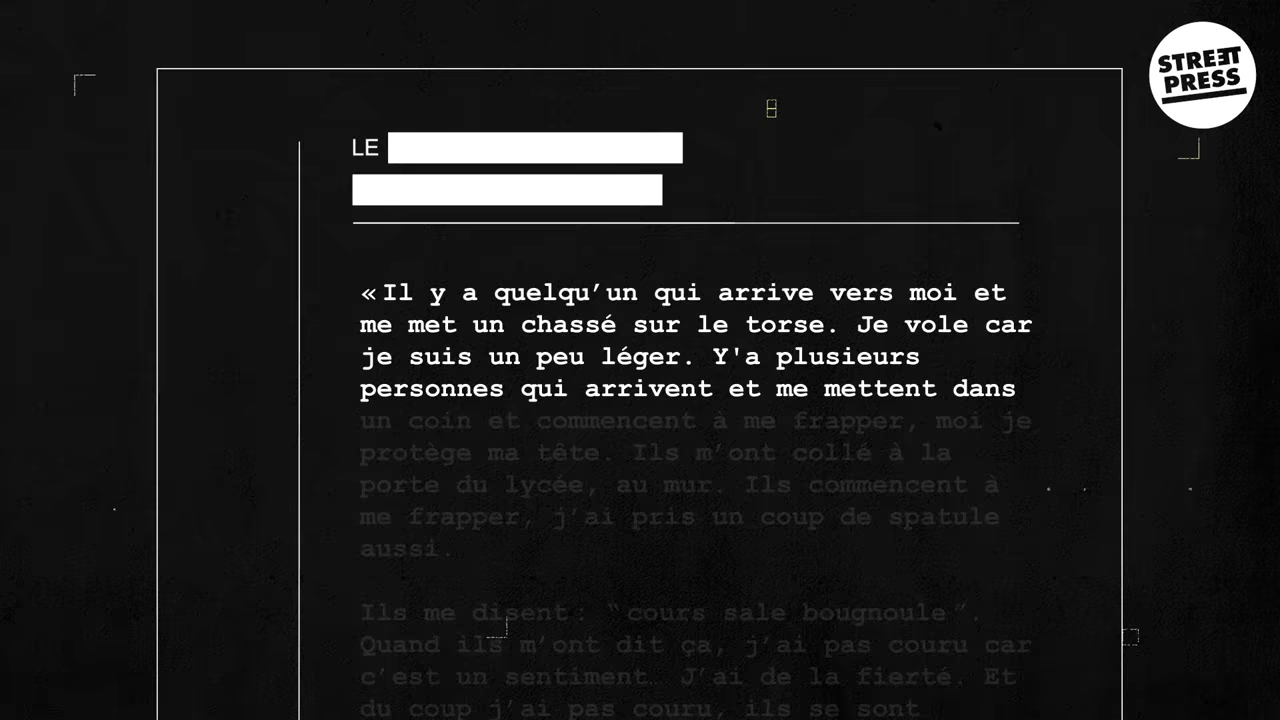 STREET
PRESS
LE
« Il y a quelqu’un qui arrive vers moi et
me met un chassé sur le torse. Je vole car
je suis un peu léger. Y'a plusieurs
personnes qui arrivent et me mettent dans
un coin et commencent à me frapper, moi je
protège ma tête. Ils m’ont collé à la
porte du lycée, au mur. Ils commencent à
me frapper, j’ai pris un coup de spatule
aussi.
Ils me disent : “cours sale bougnoule”.
Quand ils m’ont dit ça, j’ai pas couru car
c’est un sentiment… J’ai de la fierté. Et
du coup j’ai pas couru, ils se sont